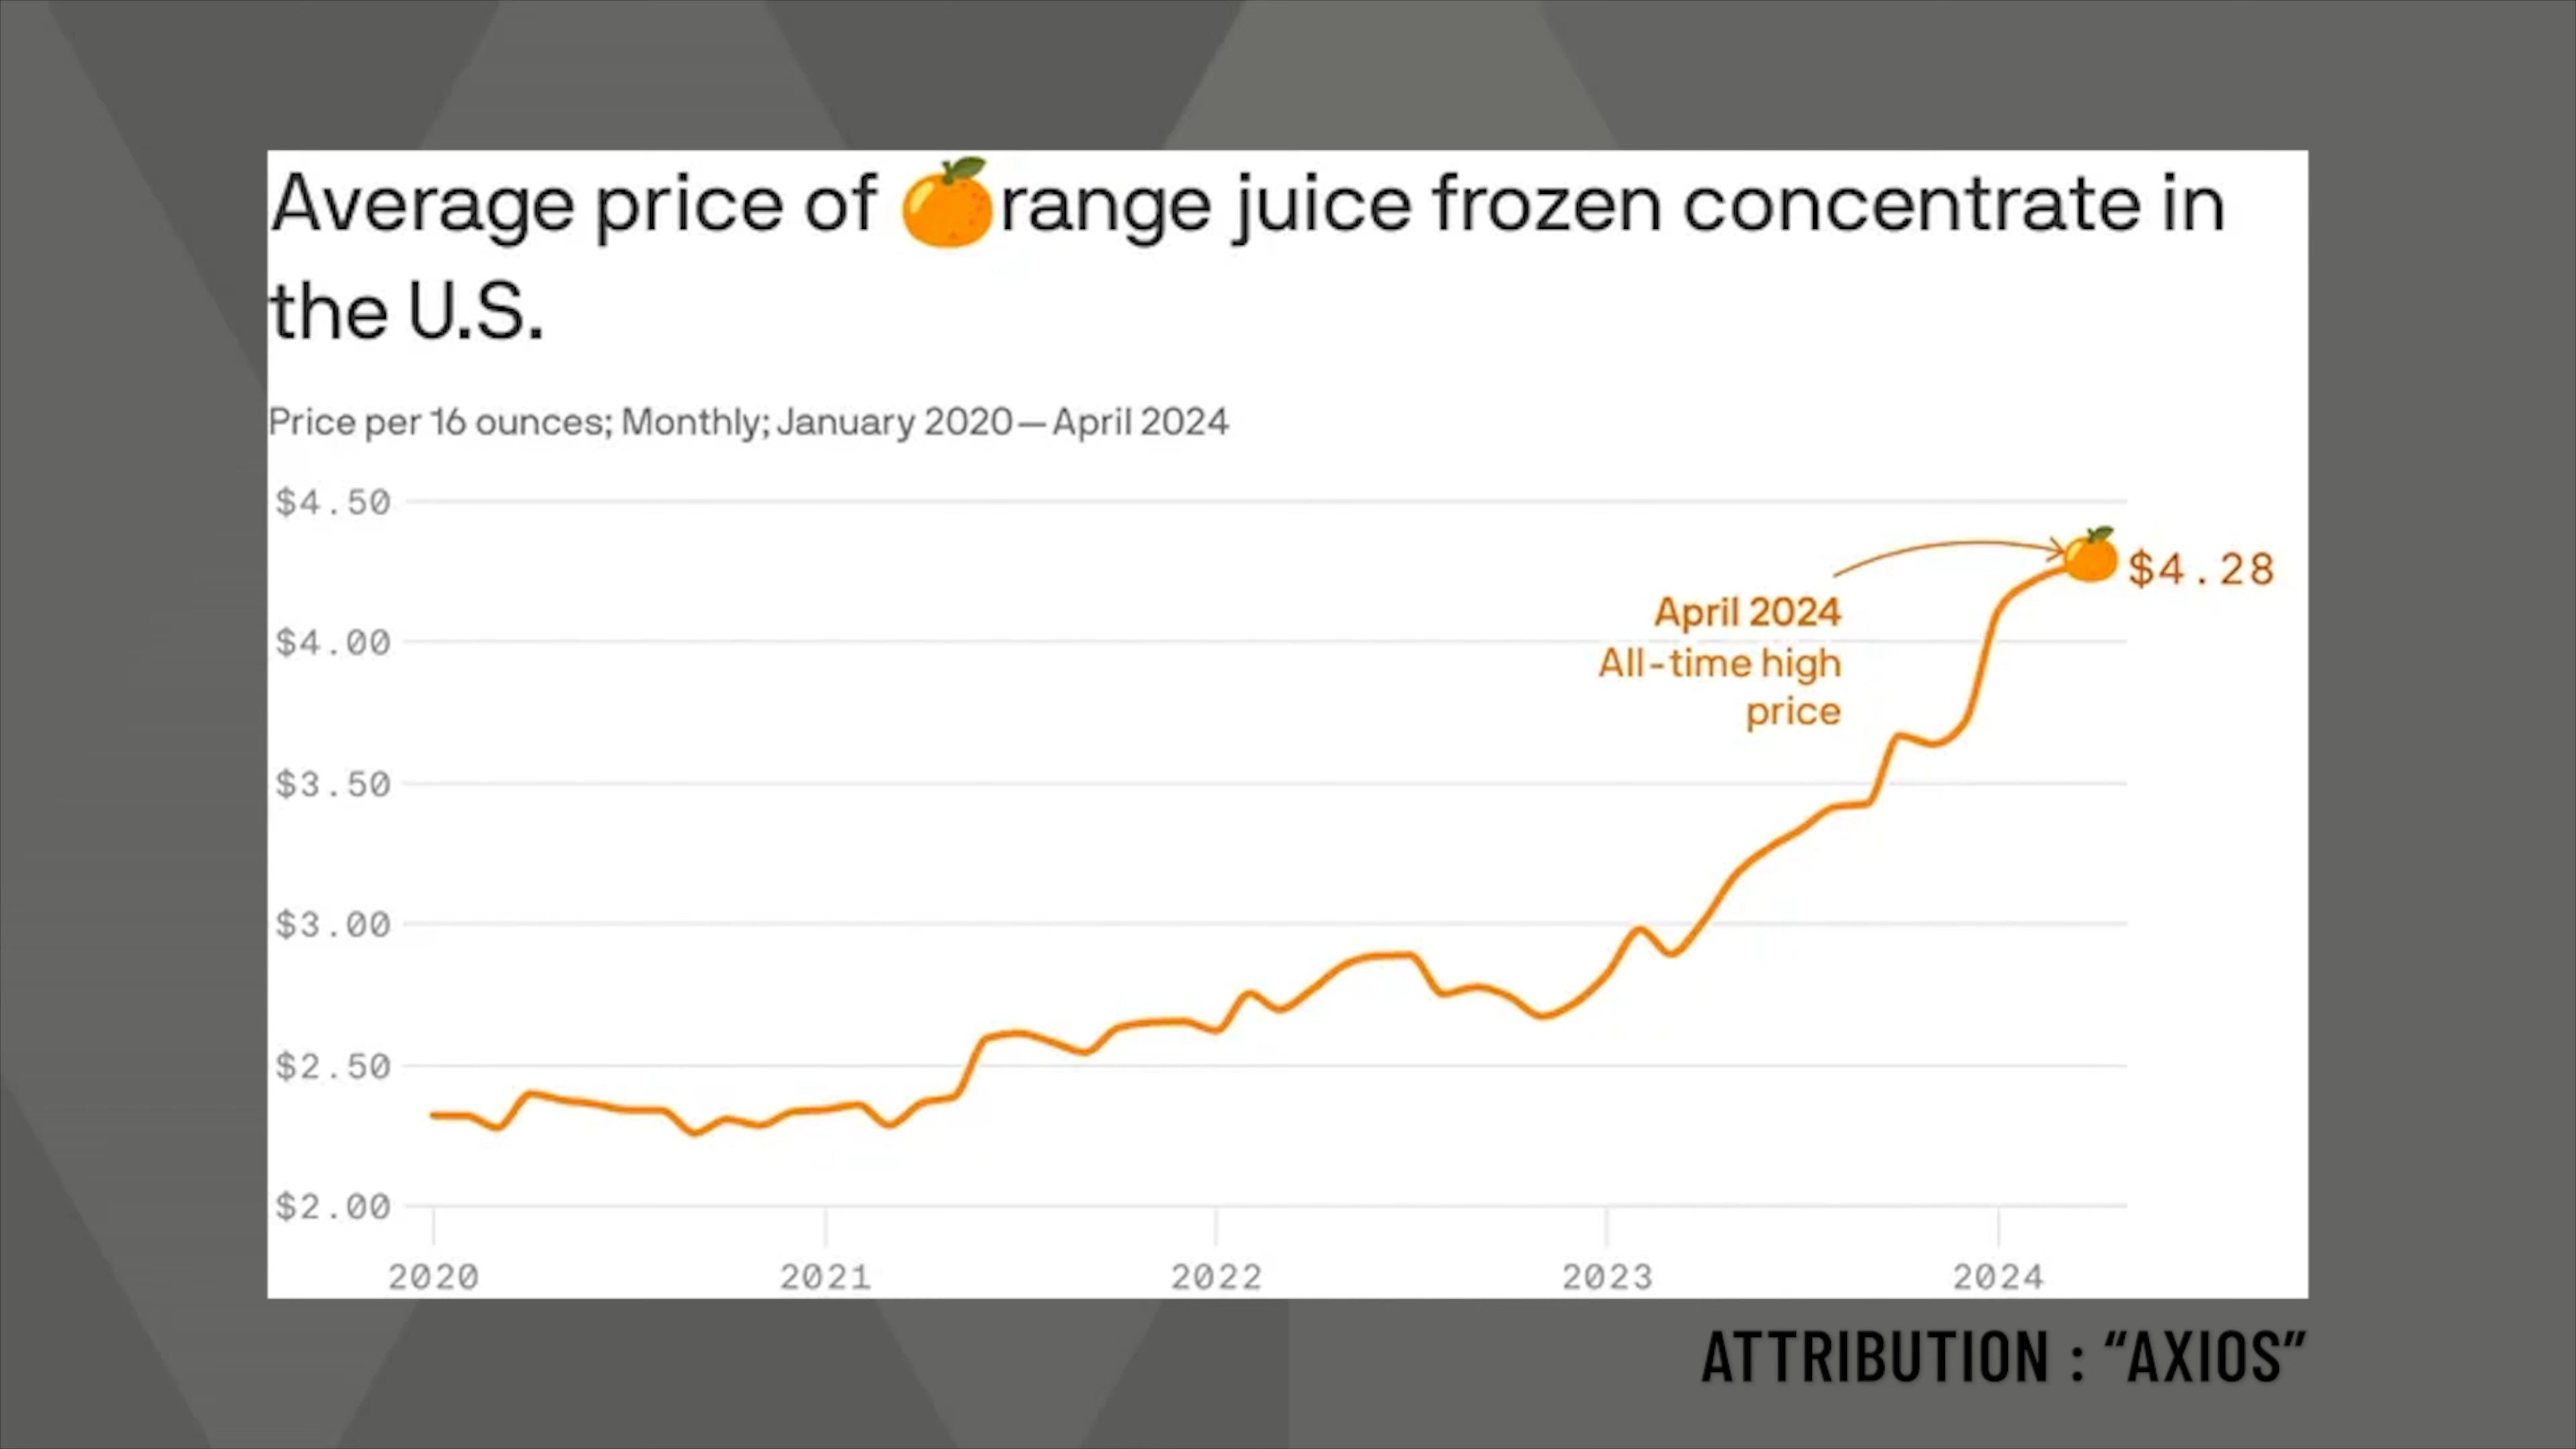 Average price of 🍊range juice frozen concentrate in
the U.S.
Price per 16 ounces; Monthly; January 2020—April 2024
$4.50
$4.28
April 2024
$4.00
All-time high
price
$3.50
$3.00
$2.50
$2.00
2020 2021 2022 2023 2024
ATTRIBUTION : “AXIOS”